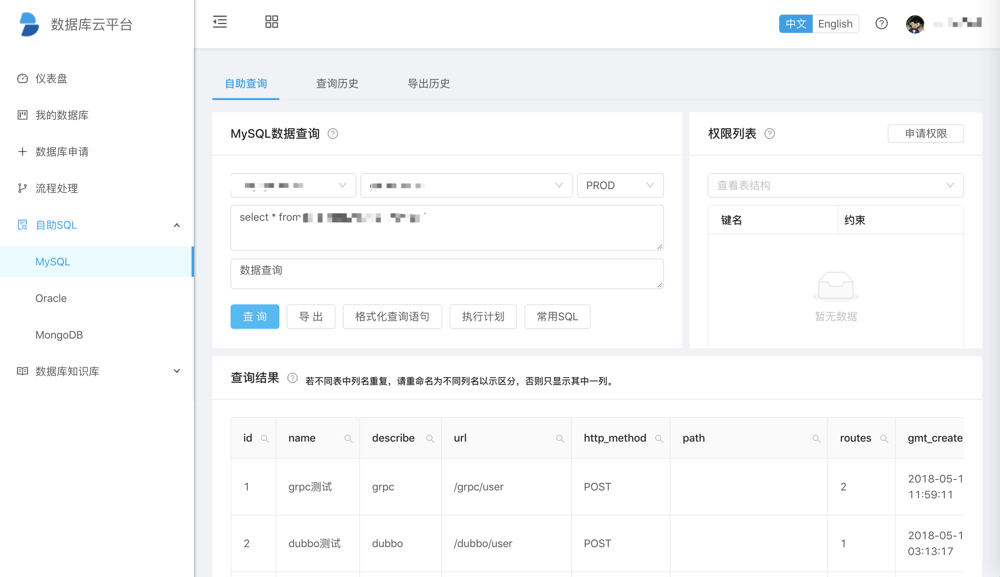 数据库云平台
中文 English
仪表盘
我的数据库
数据库申请
流程处理
自助SQL
MySQL
Oracle
MongoDB
数据库知识库
自助查询 查询历史 导出历史
MySQL数据查询
PROD
select * from
数据查询
查 询 导 出 格式化查询语句 执行计划 常用SQL
权限列表 申请权限
查看表结构
键名 约束
暂无数据
查询结果 若不同表中列名重复，请重命名为不同列名以示区分，否则只显示其中一列。
id name describe url http_method path routes gmt_create
1 grpc测试 grpc /grpc/user POST 2 2018-05-1
11:59:11
2 dubbo测试 dubbo /dubbo/user POST 1 2018-05-1
03:13:17